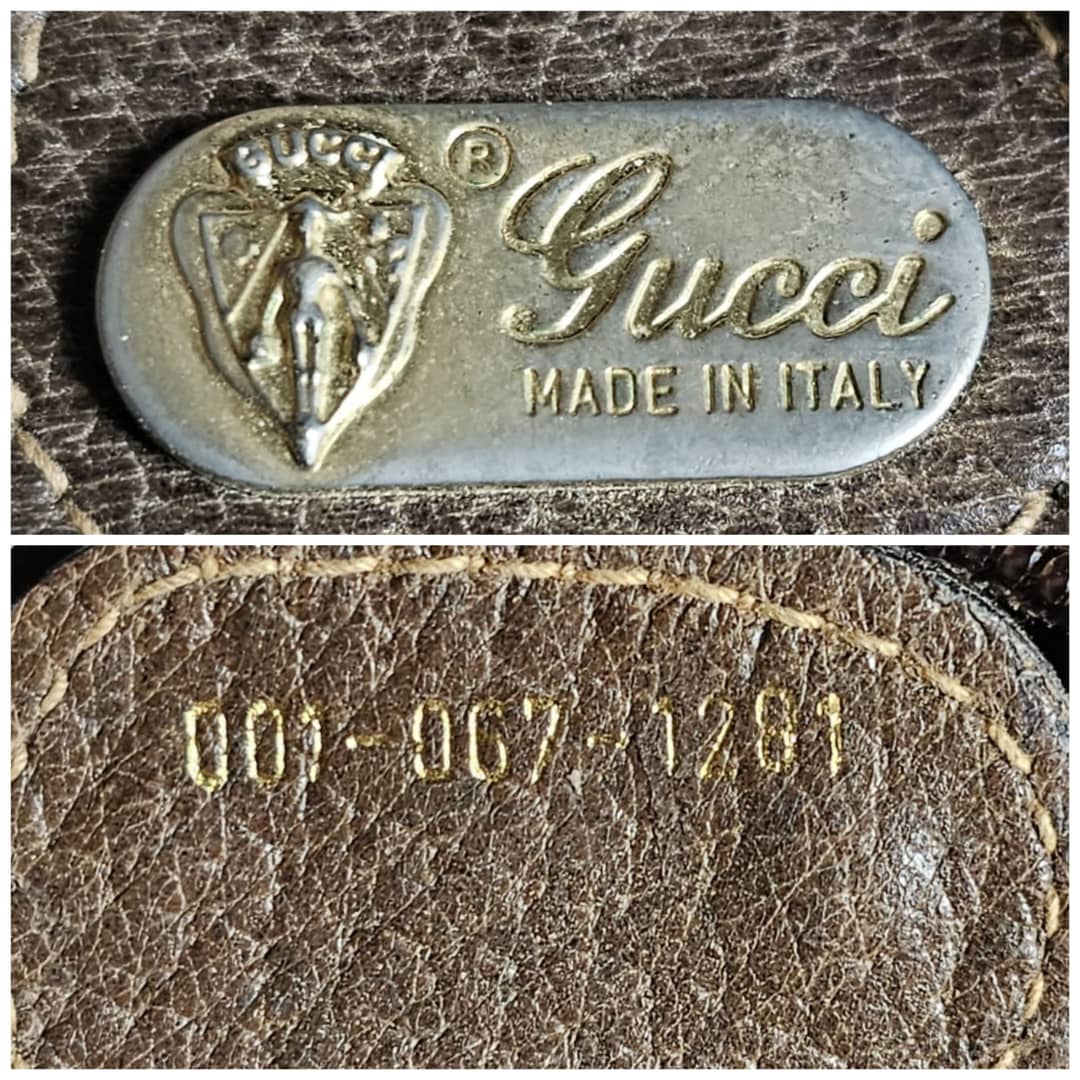 GUCCI
®
Gucci
MADE IN ITALY
001-067-1281